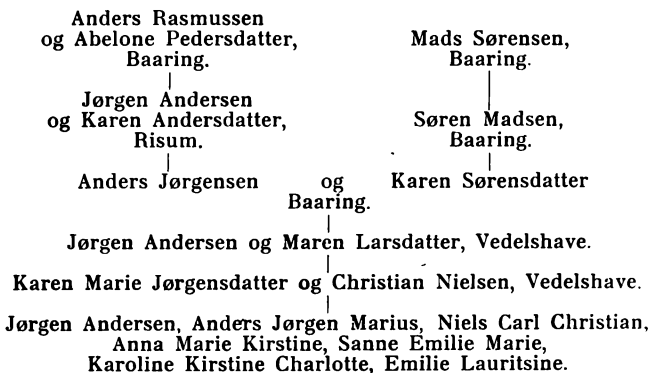 Anders Rasmussen
og Abelone Pedersdatter,
Baaring.
Mads Sørensen,
Baaring.
Jørgen Andersen
og Karen Andersdatter,
Risum.
Søren Madsen,
Baaring.
Anders Jørgensen og Karen Sørensdatter
Baaring.
Jørgen Andersen og Maren Larsdatter, Vedelshave.
Karen Marie Jørgensdatter og Christian Nielsen, Vedelshave.
Jørgen Andersen, Anders Jørgen Marius, Niels Carl Christian,
Anna Marie Kirstine, Sanne Emilie Marie,
Karoline Kirstine Charlotte, Emilie Lauritsine.